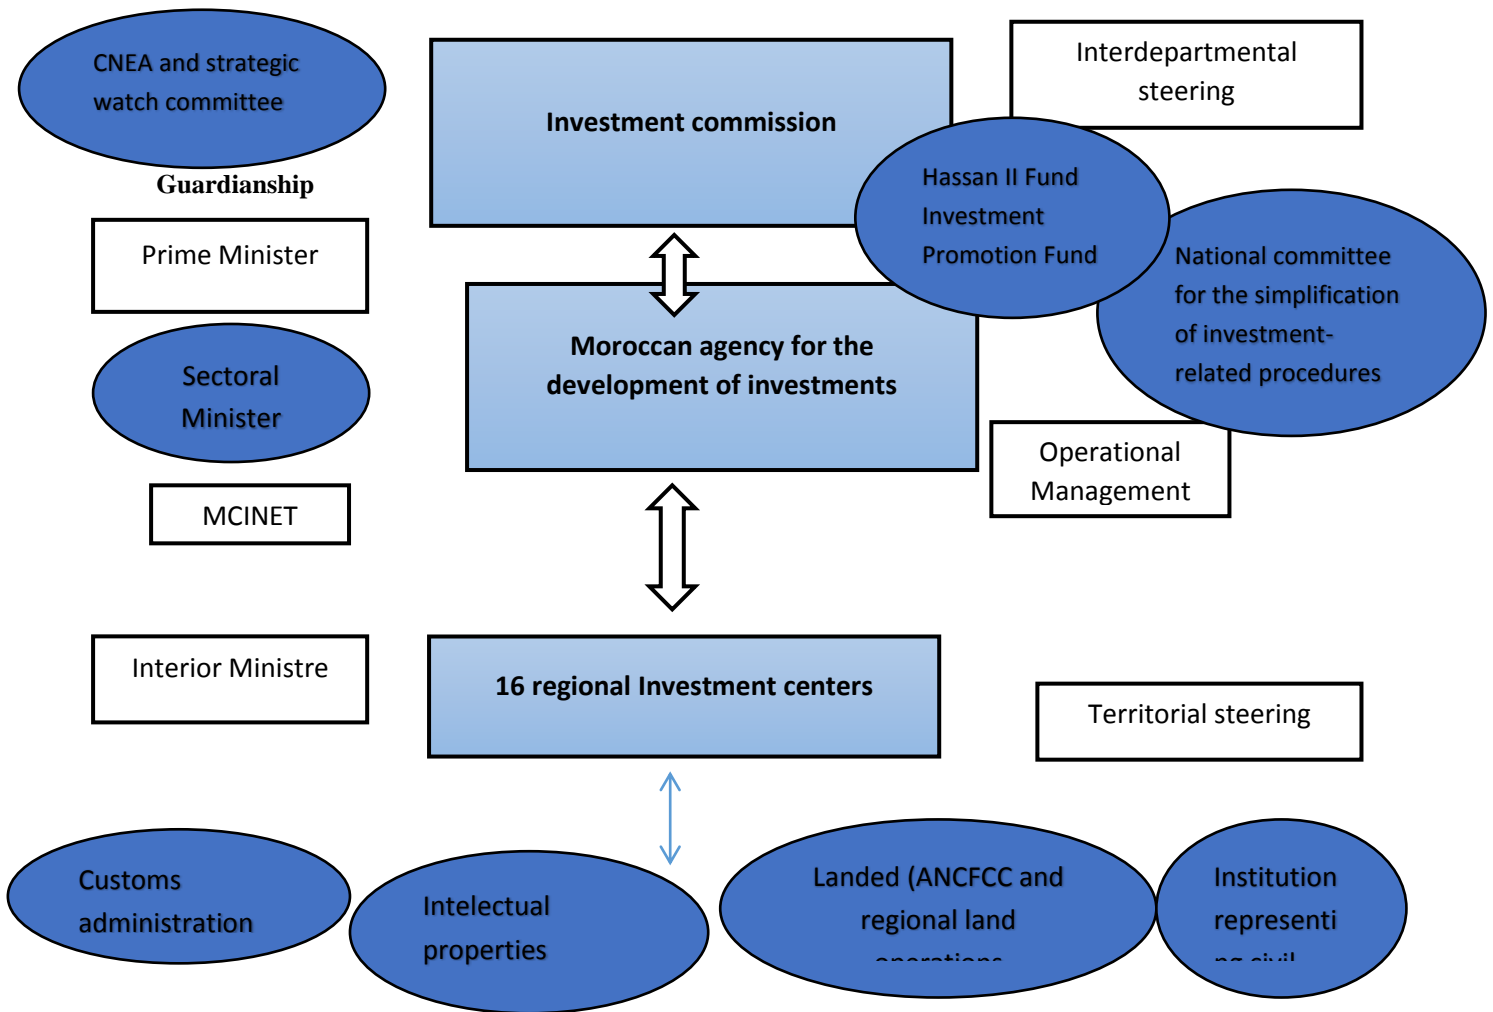 CNEA and strategic
watch committee
Investment commission
Interdepartmental
steering
Guardianship
Hassan II Fund
Investment
Promotion Fund
Prime Minister
National committee
for the simplification
of investment-
related procedures
Moroccan agency for the
development of investments
Sectoral
Minister
Operational
Management
MCINET
Interior Ministre
16 regional Investment centers
Territorial steering
Customs
administration
Intelectual
properties
Landed (ANCFCC and
regional land
operations
Institution
representi
ng civil